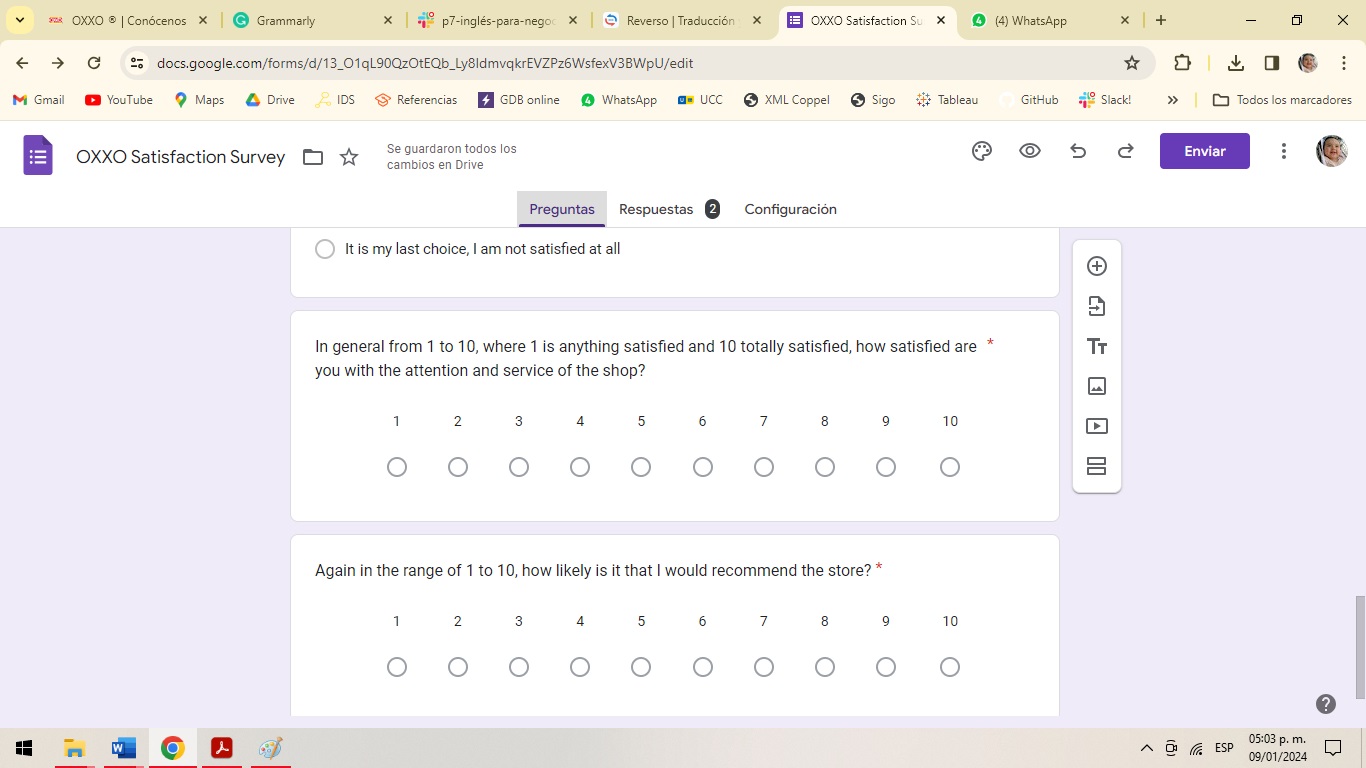 OXXO ® | Conócenos
Grammarly
p7-inglés-para-negoc
Reverso | Traducción
OXXO Satisfaction Su
(4) WhatsApp
docs.google.com/forms/d/13_O1qL90QzOtEQb_Ly8IdmvqkrEVZPz6WsfexV3BWpU/edit
Gmail YouTube Maps Drive IDS Referencias GDB online WhatsApp UCC XML Coppel Sigo Tableau GitHub Slack! » Todos los marcadores
OXXO Satisfaction Survey
Se guardaron todos los
cambios en Drive
Enviar
Preguntas Respuestas 2 Configuración
It is my last choice, I am not satisfied at all
In general from 1 to 10, where 1 is anything satisfied and 10 totally satisfied, how satisfied are *
you with the attention and service of the shop?
1 2 3 4 5 6 7 8 9 10
Again in the range of 1 to 10, how likely is it that I would recommend the store? *
1 2 3 4 5 6 7 8 9 10
ESP
05:03 p. m.
09/01/2024